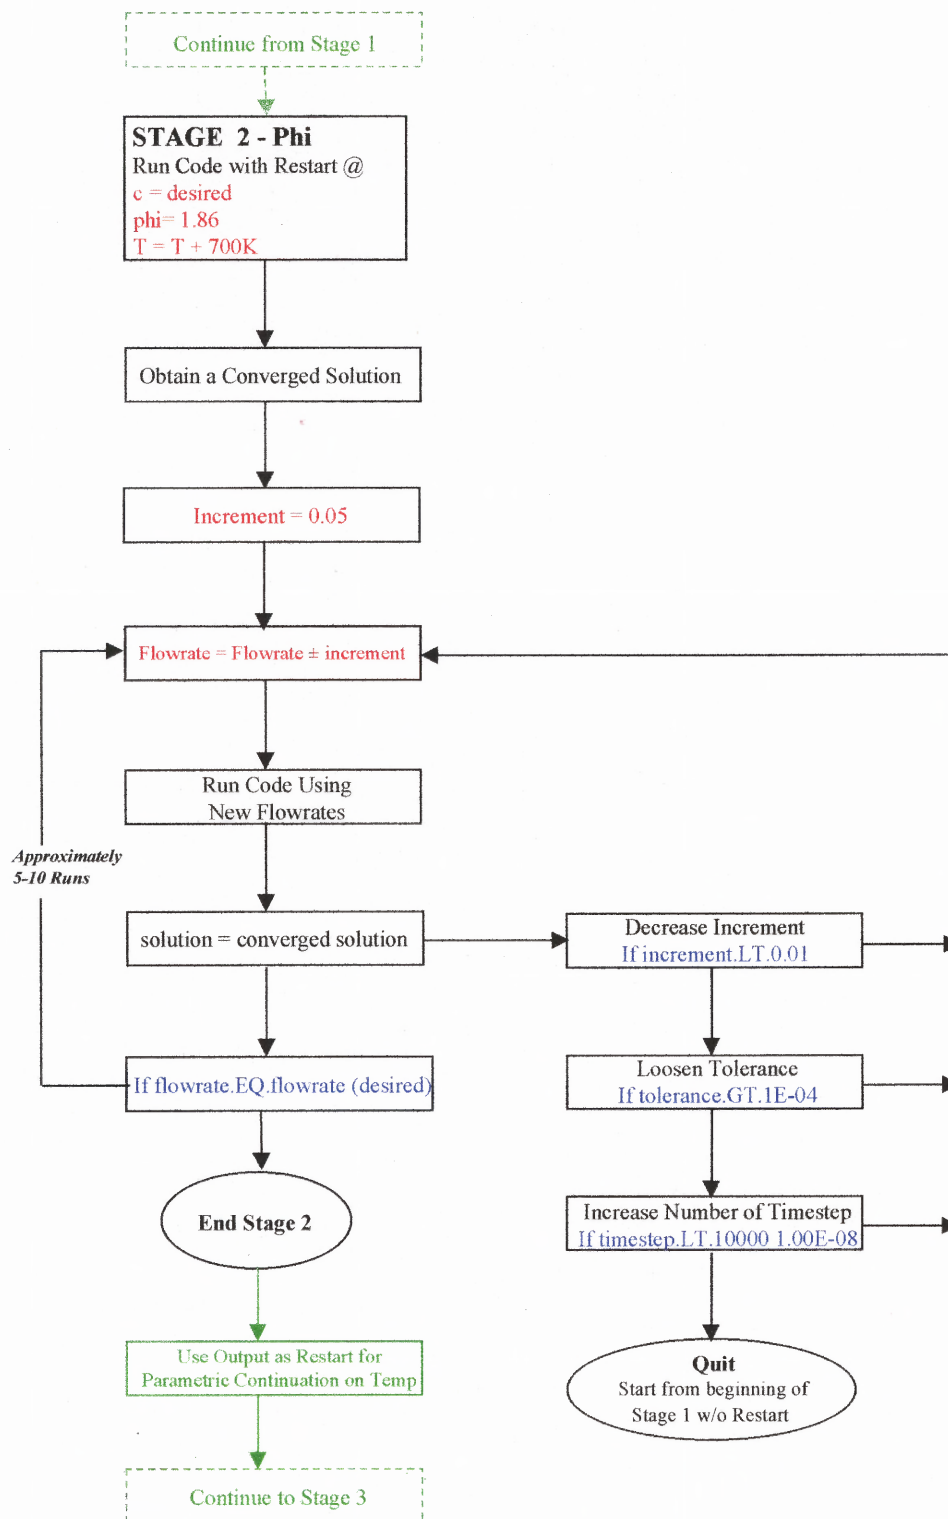 Continue from Stage 1
STAGE 2 - Phi
Run Code with Restart @
c = desired
phi= 1.86
T = T + 700K
Obtain a Converged Solution
Increment = 0.05
Flowrate = Flowrate ± increment
Run Code Using
New Flowrates
Approximately
5-10 Runs
solution = converged solution
Decrease Increment
If increment.LT.0.01
If flowrate.EQ.flowrate (desired)
Loosen Tolerance
If tolerance.GT.1E-04
End Stage 2
Increase Number of Timestep
If timestep.LT.10000 1.00E-08
Use Output as Restart for
Parametric Continuation on Temp
Quit
Start from beginning of
Stage 1 w/o Restart
Continue to Stage 3